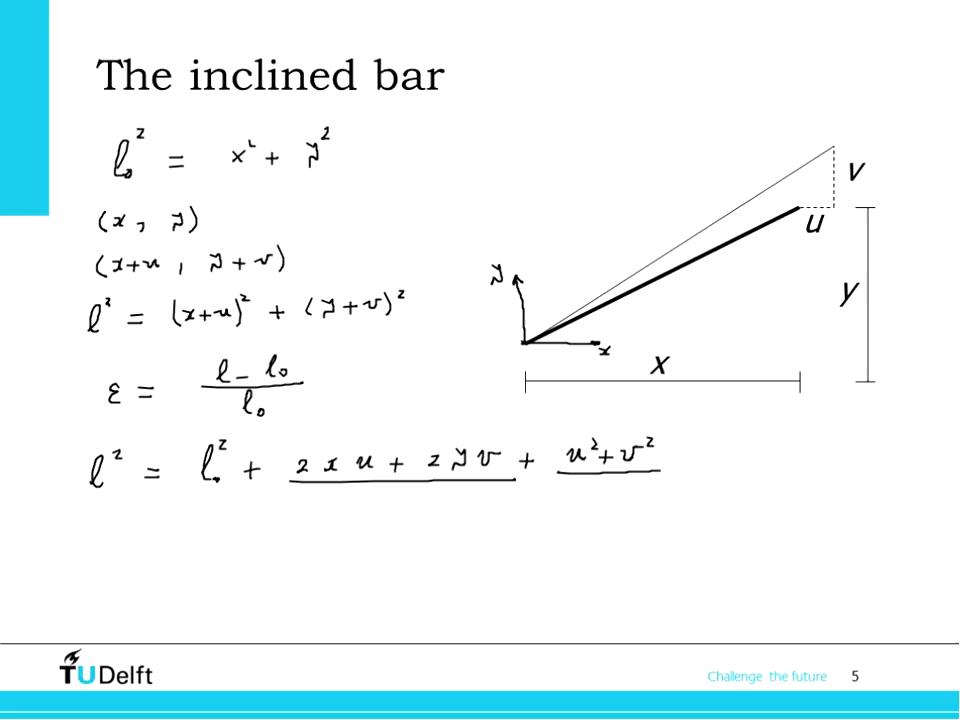 The inclined bar
l₀² = x² + y²
(x, y)
(x+u, y+v)
l² = (x+u)² + (y+v)²
ε = (l - l₀) / l₀
l² = l₀² + 2xu + 2yv + u²+v²
v
u
y
y
x
x
TUDelft
Challenge the future 5